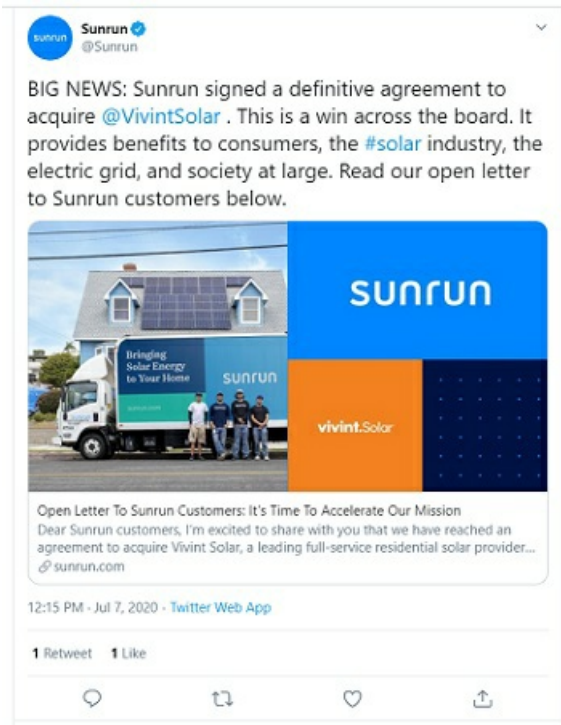 sunrun
Sunrun
@Sunrun
BIG NEWS: Sunrun signed a definitive agreement to
acquire @VivintSolar . This is a win across the board. It
provides benefits to consumers, the #solar industry, the
electric grid, and society at large. Read our open letter
to Sunrun customers below.
Bringing
Solar Energy
to Your Home
sunrun
sunrun.com
sunrun
vivint.Solar
Open Letter To Sunrun Customers: It's Time To Accelerate Our Mission
Dear Sunrun customers, I'm excited to share with you that we have reached an
agreement to acquire Vivint Solar, a leading full-service residential solar provider...
sunrun.com
12:15 PM · Jul 7, 2020 · Twitter Web App
1 Retweet 1 Like